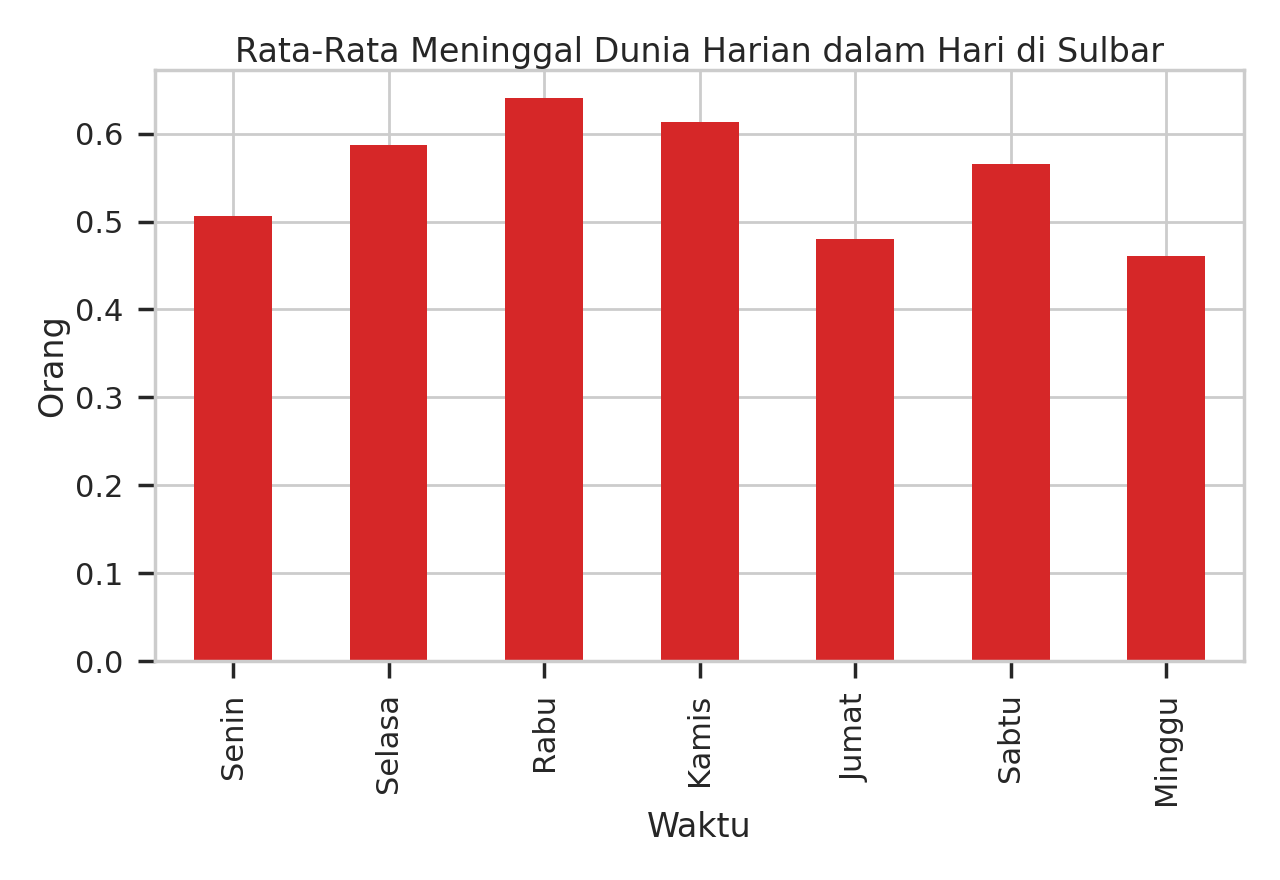 Rata-Rata Meninggal Dunia Harian dalam Hari di Sulbar
Orang
0.6
0.5
0.4
0.3
0.2
0.1
0.0
Senin
Selasa
Rabu
Kamis
Jumat
Sabtu
Minggu
Waktu